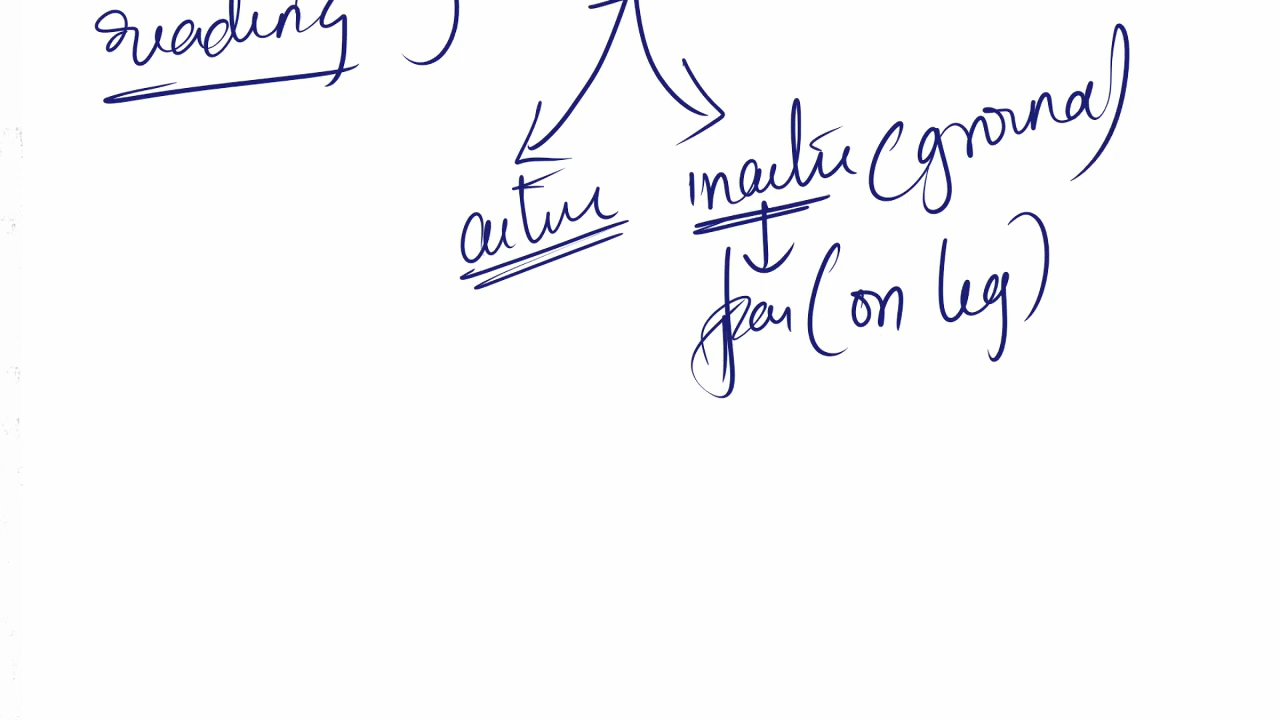 reading )
active inactive (ground)
(on leg)